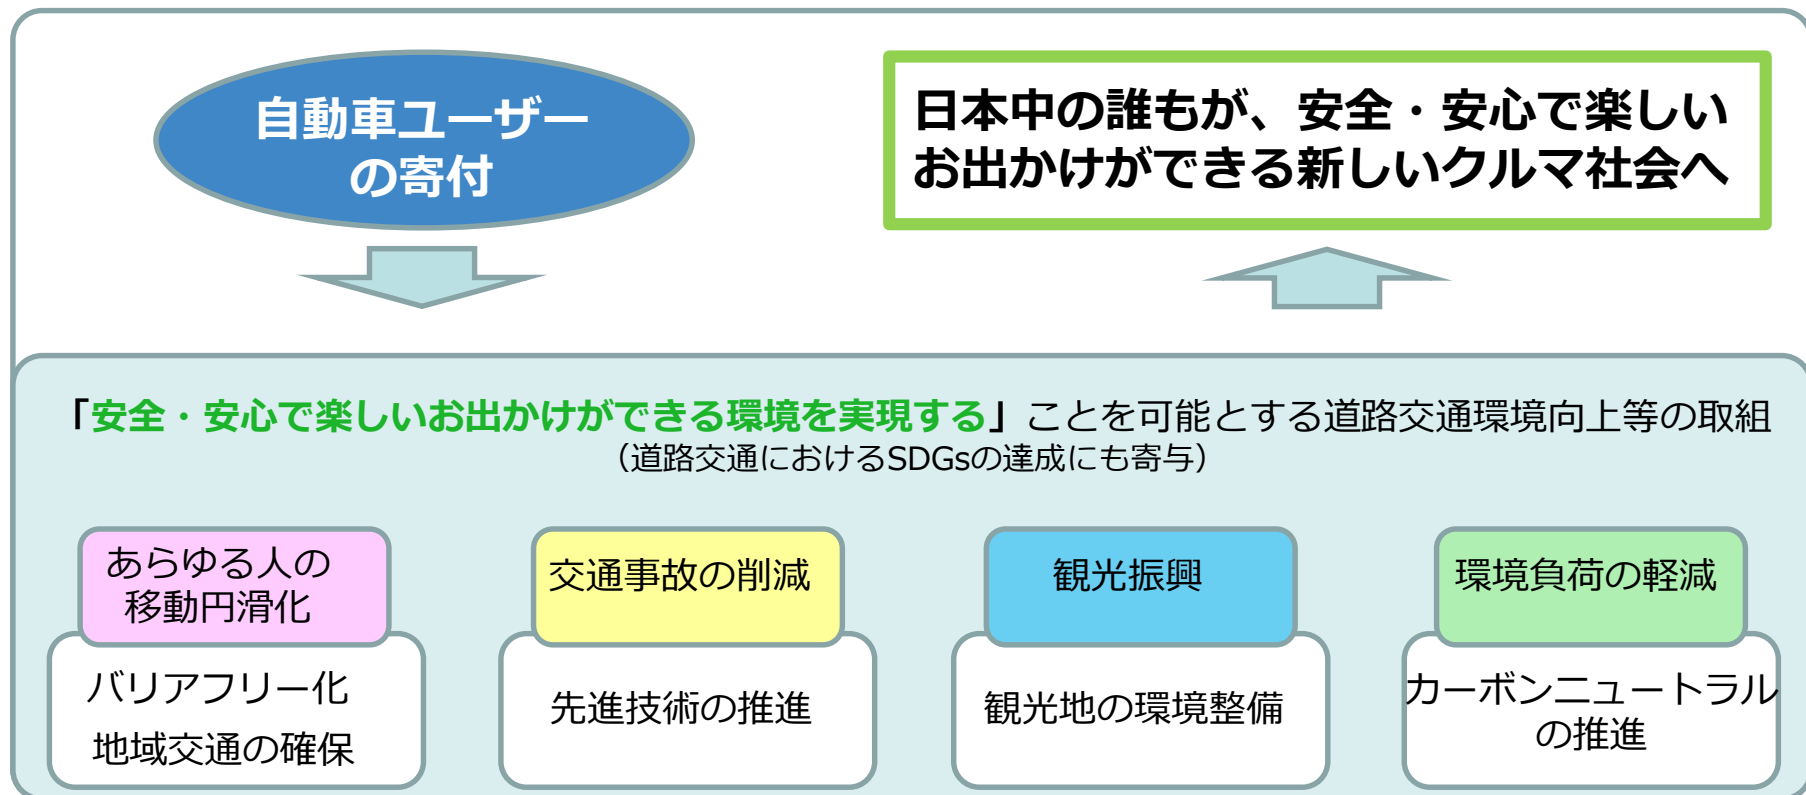 自動車ユーザー
の寄付
日本中の誰もが、安全・安心で楽しい
お出かけができる新しいクルマ社会へ
「安全・安心で楽しいお出かけができる環境を実現する」ことを可能とする道路交通環境向上等の取組
（道路交通におけるSDGsの達成にも寄与）
あらゆる人の
移動円滑化
バリアフリー化
地域交通の確保
交通事故の削減
先進技術の推進
観光振興
観光地の環境整備
環境負荷の軽減
カーボンニュートラル
の推進